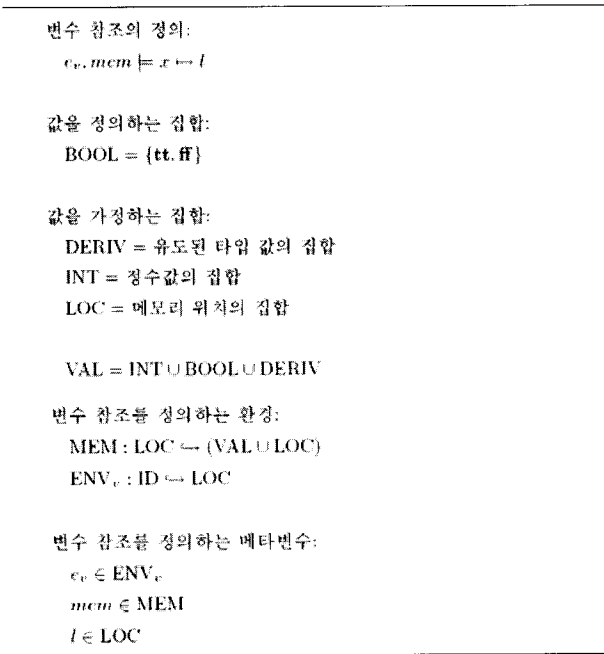 변수 참조의 정의:
e_v, mem ⊨ x ↦ l
값을 정의하는 집합:
BOOL = {tt, ff}
값을 가정하는 집합:
DERIV = 유도된 타입 값의 집합
INT = 정수값의 집합
LOC = 메모리 위치의 집합
VAL = INT ∪ BOOL ∪ DERIV
변수 참조를 정의하는 환경:
MEM : LOC ↪ (VAL ∪ LOC)
ENV_v : ID ↪ LOC
변수 참조를 정의하는 메타변수:
e_v ∈ ENV_v
mem ∈ MEM
l ∈ LOC